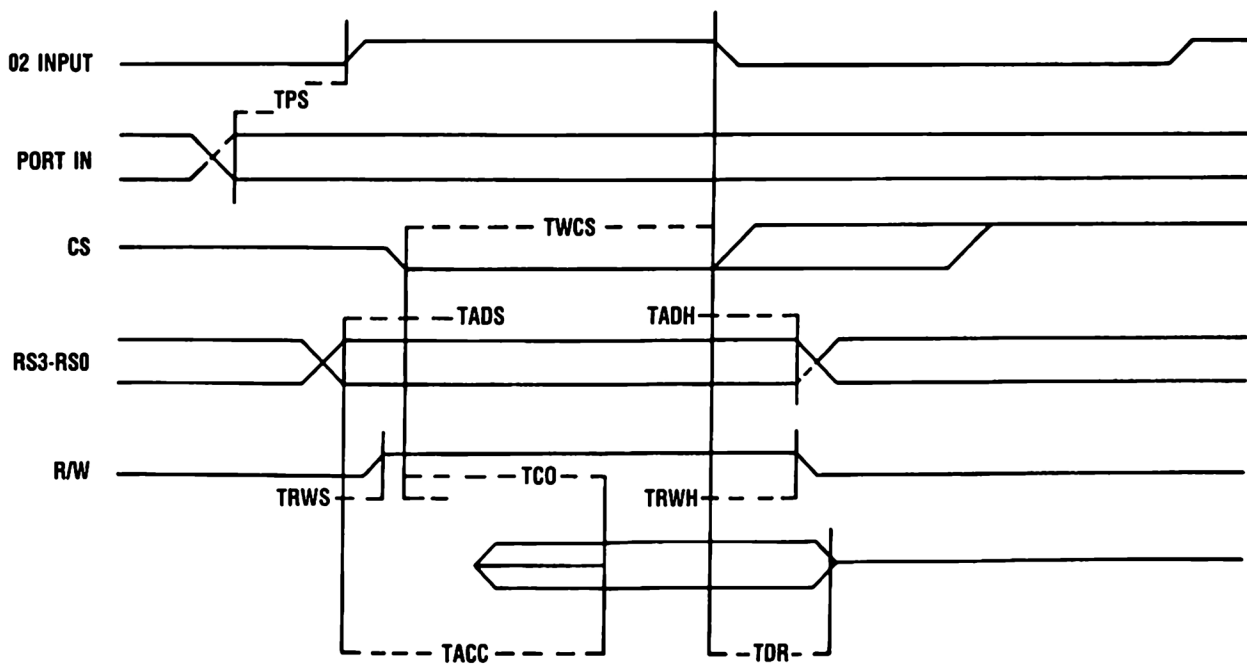 02 INPUT
TPS
PORT IN
TWCS
CS
TADS
TADH
RS3-RS0
R/W
TCO
TRWS
TRWH
TACC
TDR